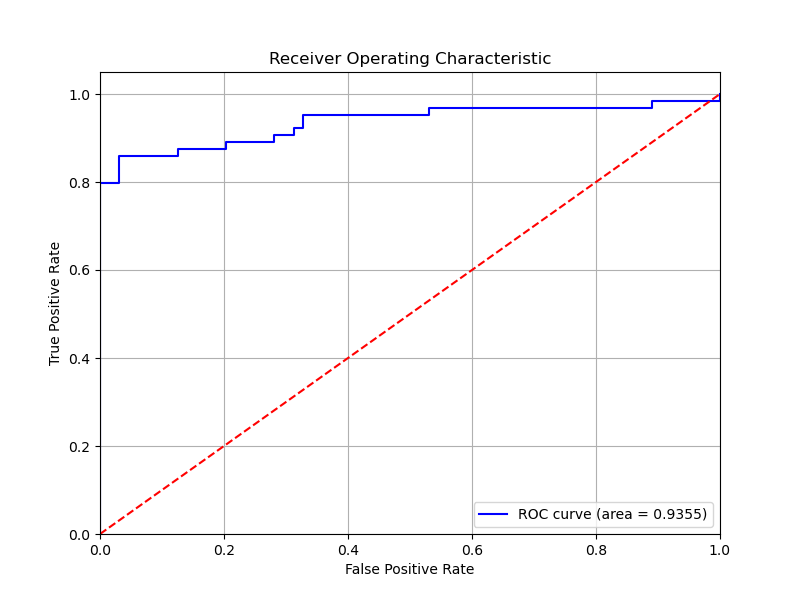 Receiver Operating Characteristic
1.0
0.8
0.6
0.4
0.2
0.0
True Positive Rate
ROC curve (area = 0.9355)
0.0 0.2 0.4 0.6 0.8 1.0
False Positive Rate